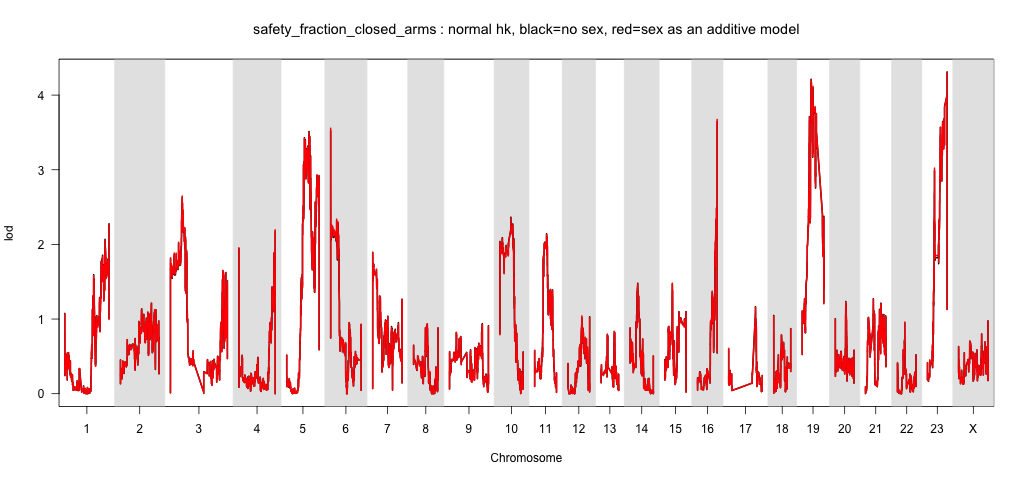 safety_fraction_closed_arms : normal hk, black=no sex, red=sex as an additive model
lod
4
3
2
1
0
1 2 3 4 5 6 7 8 9 10 11 12 13 14 15 16 17 18 19 20 21 22 23 X
Chromosome